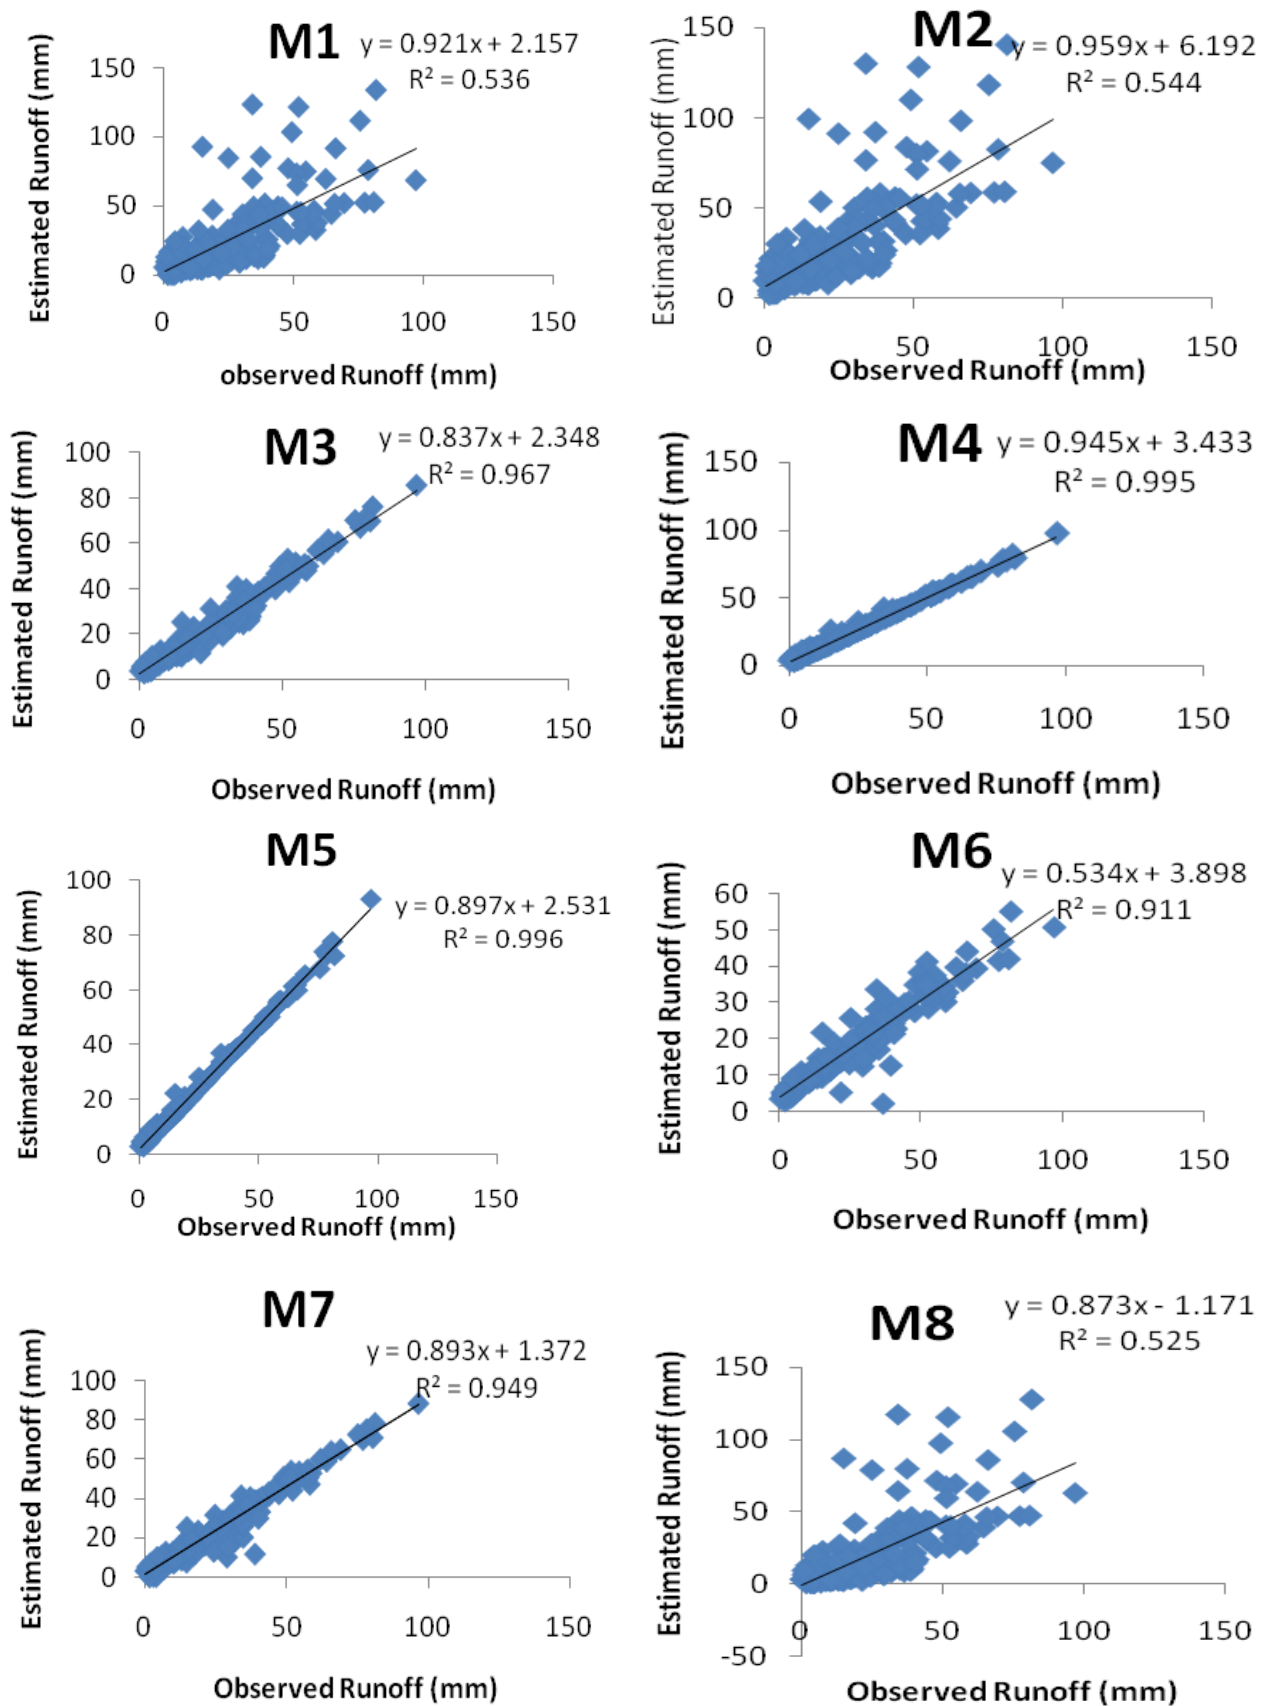 M1
y = 0.921x + 2.157
R² = 0.536
Estimated Runoff (mm)
150
100
50
0
0 50 100 150
observed Runoff (mm)
M2
y = 0.959x + 6.192
R² = 0.544
Estimated Runoff (mm)
150
100
50
0
0 50 100 150
Observed Runoff (mm)
M3
y = 0.837x + 2.348
R² = 0.967
Estimated Runoff (mm)
100
80
60
40
20
0
0 50 100 150
Observed Runoff (mm)
M4
y = 0.945x + 3.433
R² = 0.995
Estimated Runoff (mm)
150
100
50
0
0 50 100 150
Observed Runoff (mm)
M5
y = 0.897x + 2.531
R² = 0.996
Estimated Runoff (mm)
100
80
60
40
20
0
0 50 100 150
Observed Runoff (mm)
M6
y = 0.534x + 3.898
R² = 0.911
Estimated Runoff (mm)
60
50
40
30
20
10
0
0 50 100 150
Observed Runoff (mm)
M7
y = 0.893x + 1.372
R² = 0.949
Estimated Runoff (mm)
100
80
60
40
20
0
0 50 100 150
Observed Runoff (mm)
M8
y = 0.873x - 1.171
R² = 0.525
Estimated Runoff (mm)
150
100
50
0
-50
0 50 100 150
Observed Runoff (mm)